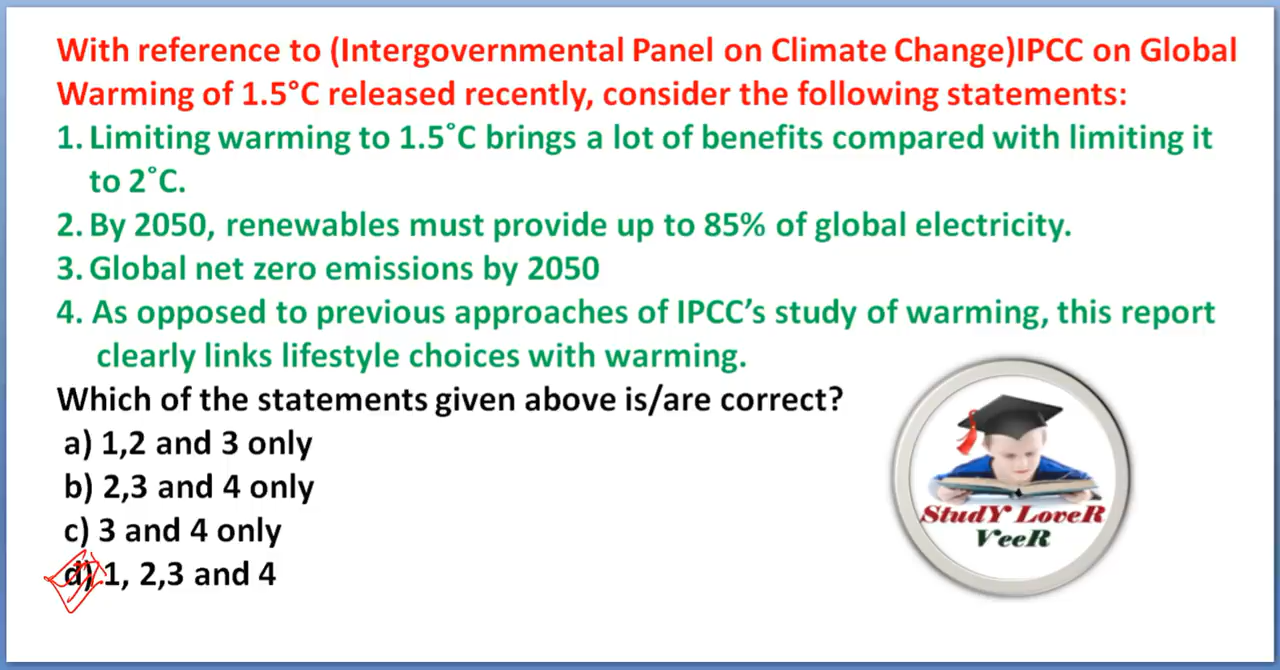 With reference to (Intergovernmental Panel on Climate Change)IPCC on Global
Warming of 1.5°C released recently, consider the following statements:
1. Limiting warming to 1.5˚C brings a lot of benefits compared with limiting it
to 2˚C.
2. By 2050, renewables must provide up to 85% of global electricity.
3. Global net zero emissions by 2050
4. As opposed to previous approaches of IPCC’s study of warming, this report
clearly links lifestyle choices with warming.
Which of the statements given above is/are correct?
a) 1,2 and 3 only
b) 2,3 and 4 only
c) 3 and 4 only
d) 1, 2,3 and 4
StudY LoveR
VeeR